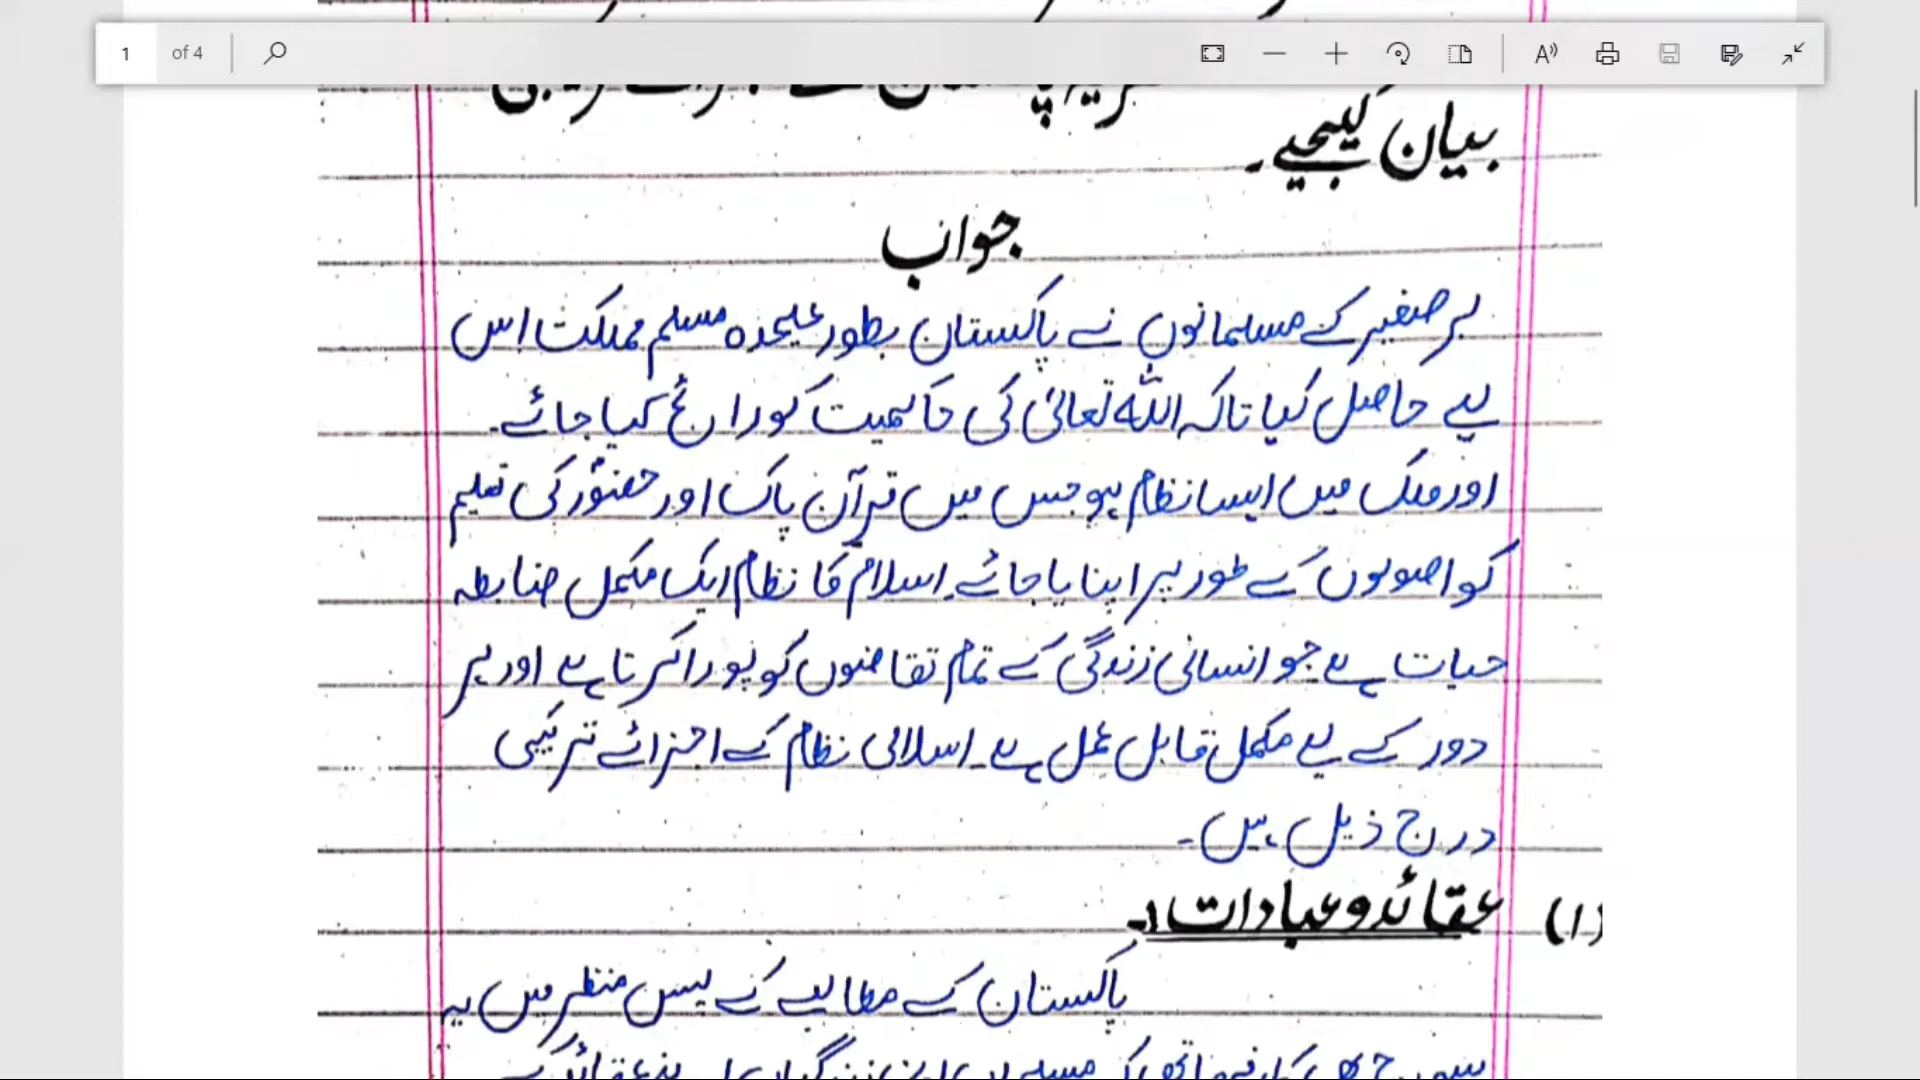 1 of 4
نظریہ پاکستان کے اجزائے ترکیبی
بیان کیجیے۔
جواب
برصغیر کے مسلمانوں نے پاکستان بطور علیحدہ مسلم مملکت اس
لیے حاصل کیا تاکہ اللہ تعالیٰ کی حاکمیت کو رائج کیا جائے۔
اور ملک میں ایسا نظام ہو جس میں قرآن پاک اور حضورؐ کی تعلیم
کو اصولوں کے طور پر اپنایا جائے۔ اسلام کا نظام ایک مکمل ضابطہ
حیات ہے جو انسانی زندگی کے تمام تقاضوں کو پورا کرتا ہے اور ہر
دور کے لیے مکمل قابل عمل ہے۔ اسلامی نظام کے اجزائے ترکیبی
درج ذیل ہیں۔
(۱) عقائد و عبادات:۔
پاکستان کے مطالبے کے پس منظر میں یہ